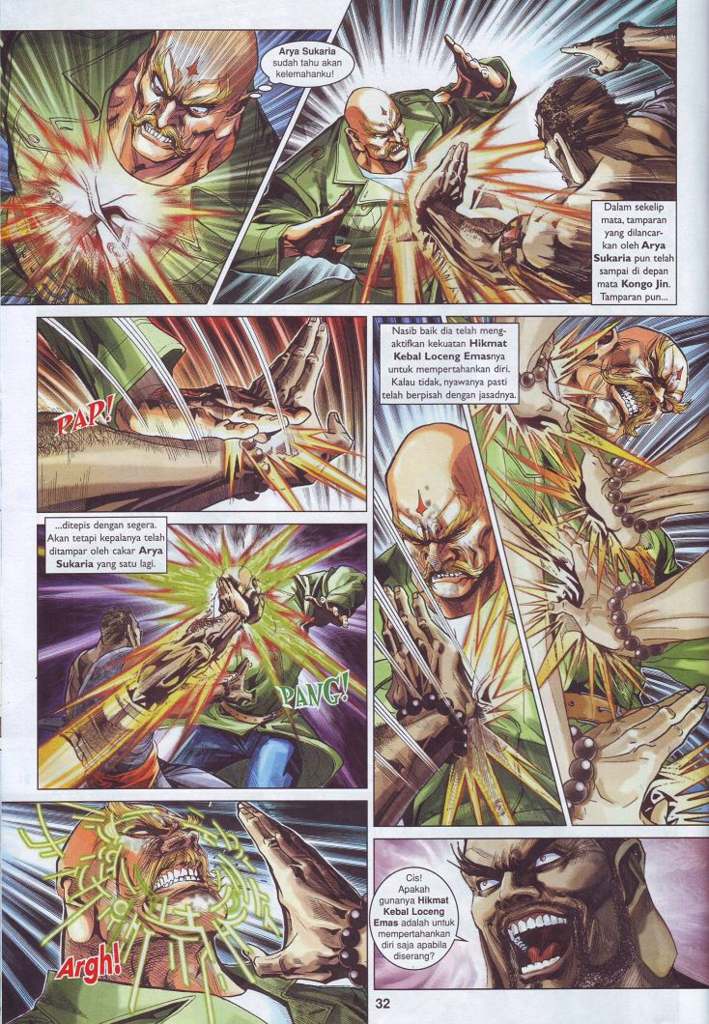 Arya Sukaria
sudah tahu akan
kelemahanku!
Dalam sekelip
mata, tamparan
yang dilancar-
kan oleh Arya
Sukaria pun telah
sampai di depan
mata Kongo Jin.
Tamparan pun...
PAP!
...ditepis dengan segera.
Akan tetapi kepalanya telah
ditampar oleh cakar Arya
Sukaria yang satu lagi.
PANG!
Nasib baik dia telah meng-
aktifkan kekuatan Hikmat
Kebal Loceng Emasnya
untuk mempertahankan diri.
Kalau tidak, nyawanya pasti
telah berpisah dengan jasadnya.
Argh!
Cis!
Apakah
gunanya Hikmat
Kebal Loceng
Emas adalah untuk
mempertahankan
diri saja apabila
diserang?
32